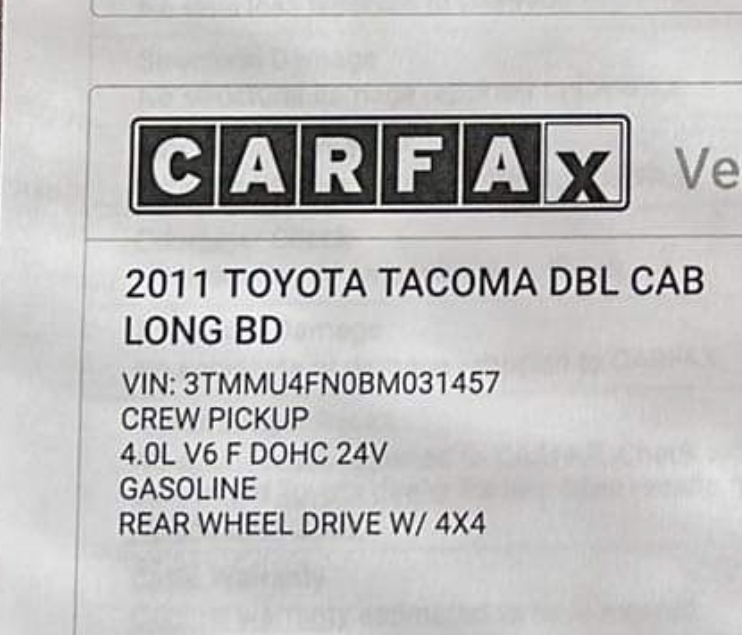 CARFAX Ve
2011 TOYOTA TACOMA DBL CAB
LONG BD
VIN: 3TMMU4FN0BM031457
CREW PICKUP
4.0L V6 F DOHC 24V
GASOLINE
REAR WHEEL DRIVE W/ 4X4